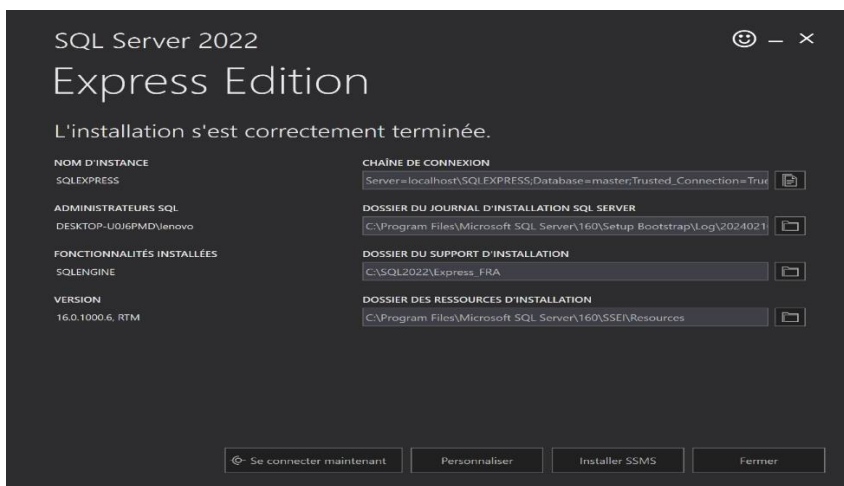 SQL Server 2022
Express Edition
L'installation s'est correctement terminée.
NOM D'INSTANCE
SQLEXPRESS
CHAÎNE DE CONNEXION
Server=localhost\SQLEXPRESS;Database=master;Trusted_Connection=True
ADMINISTRATEURS SQL
DESKTOP-U0J6PMD\lenovo
DOSSIER DU JOURNAL D'INSTALLATION SQL SERVER
C:\Program Files\Microsoft SQL Server\160\Setup Bootstrap\Log\2024021
FONCTIONNALITÉS INSTALLÉES
SQLENGINE
DOSSIER DU SUPPORT D'INSTALLATION
C:\SQL2022\Express_FRA
VERSION
16.0.1000.6, RTM
DOSSIER DES RESSOURCES D'INSTALLATION
C:\Program Files\Microsoft SQL Server\160\SSEI\Resources
Se connecter maintenant
Personnaliser
Installer SSMS
Fermer